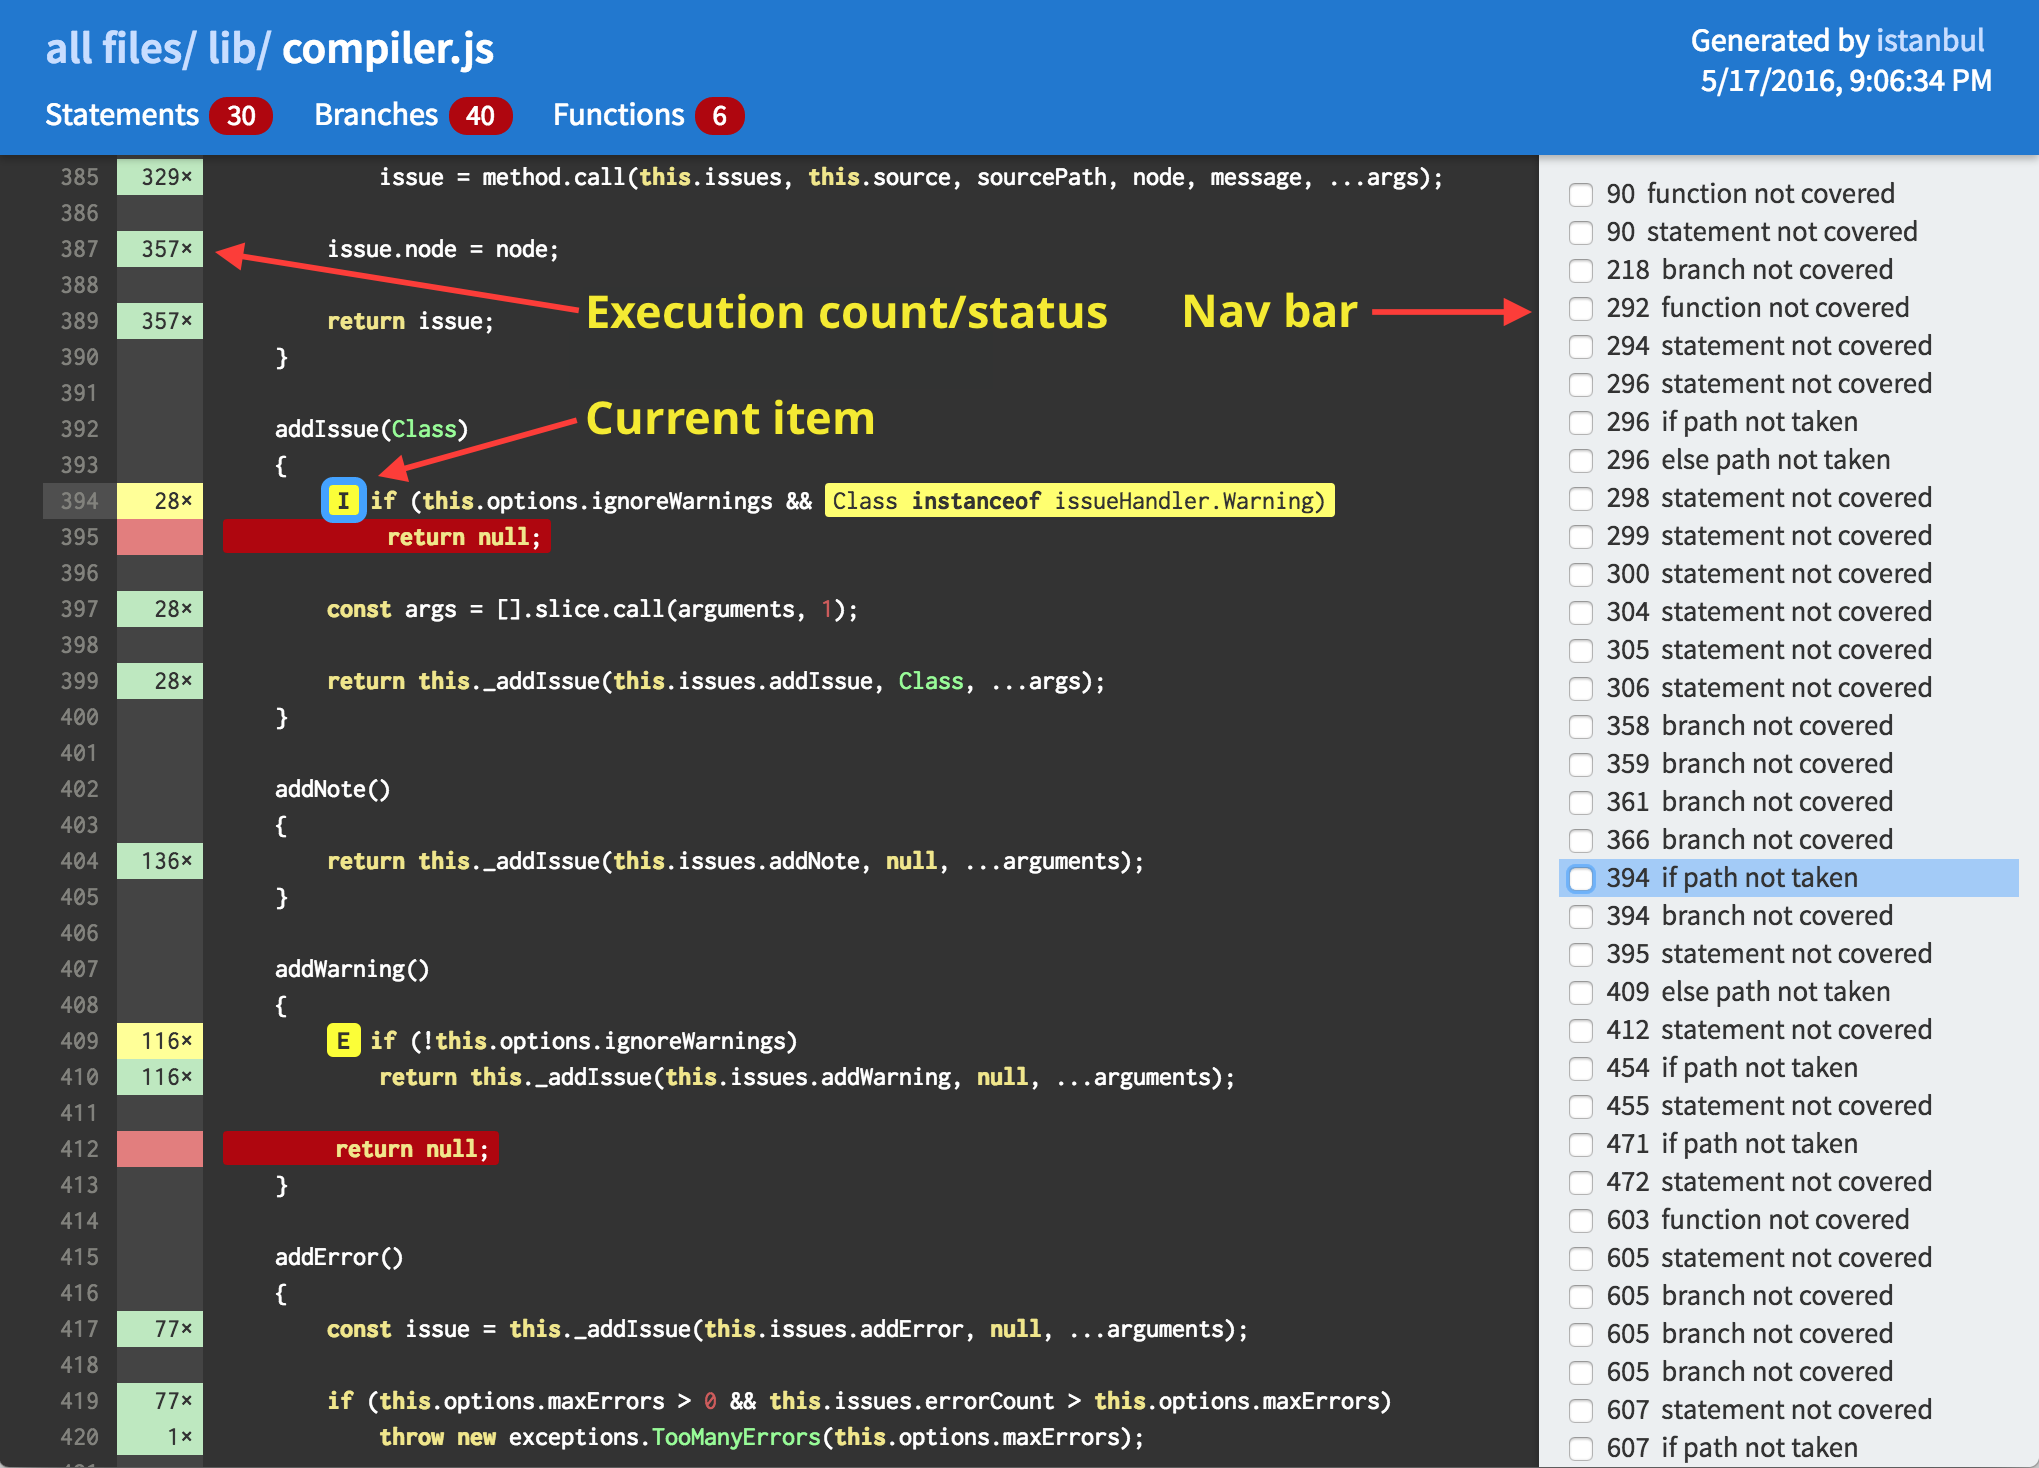 all files/ lib/ compiler.js
Generated by istanbul
5/17/2016, 9:06:34 PM
Statements 30 Branches 40 Functions 6
385 329× issue = method.call(this.issues, this.source, sourcePath, node, message, ...args);
386
387 357× issue.node = node;
388
389 357× return issue;
390 }
391
392 addIssue(Class)
393 {
394 28× I if (this.options.ignoreWarnings && Class instanceof issueHandler.Warning)
395 return null;
396
397 28× const args = [].slice.call(arguments, 1);
398
399 28× return this._addIssue(this.issues.addIssue, Class, ...args);
400 }
401
402 addNote()
403 {
404 136× return this._addIssue(this.issues.addNote, null, ...arguments);
405 }
406
407 addWarning()
408 {
409 116× E if (!this.options.ignoreWarnings)
410 116× return this._addIssue(this.issues.addWarning, null, ...arguments);
411
412 return null;
413 }
414
415 addError()
416 {
417 77× const issue = this._addIssue(this.issues.addError, null, ...arguments);
418
419 77× if (this.options.maxErrors > 0 && this.issues.errorCount > this.options.maxErrors)
420 1× throw new exceptions.TooManyErrors(this.options.maxErrors);
Execution count/status
Nav bar
Current item
90 function not covered
90 statement not covered
218 branch not covered
292 function not covered
294 statement not covered
296 statement not covered
296 if path not taken
296 else path not taken
298 statement not covered
299 statement not covered
300 statement not covered
304 statement not covered
305 statement not covered
306 statement not covered
358 branch not covered
359 branch not covered
361 branch not covered
366 branch not covered
394 if path not taken
394 branch not covered
395 statement not covered
409 else path not taken
412 statement not covered
454 if path not taken
455 statement not covered
471 if path not taken
472 statement not covered
603 function not covered
605 statement not covered
605 branch not covered
605 branch not covered
605 branch not covered
607 statement not covered
607 if path not taken